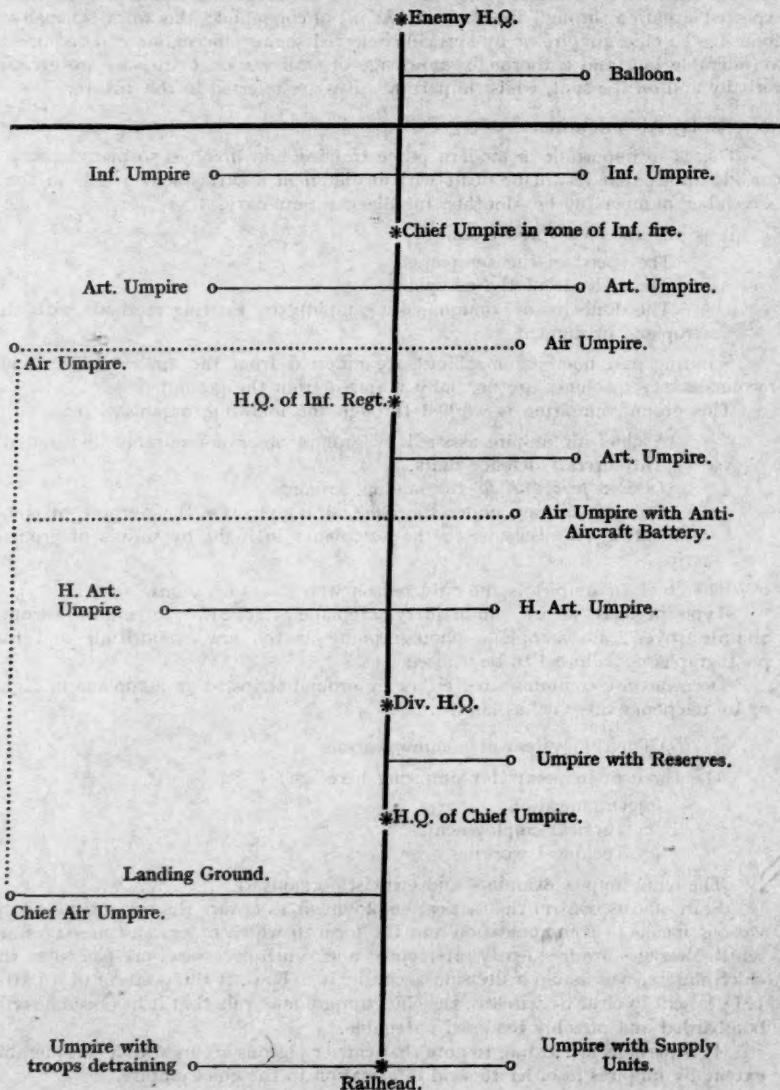 Enemy H.Q.
Balloon.
Inf. Umpire
Inf. Umpire.
Chief Umpire in zone of Inf. fire.
Art. Umpire
Art. Umpire.
Air Umpire.
Air Umpire.
H.Q. of Inf. Regt.
Art. Umpire.
Air Umpire with Anti-
Aircraft Battery.
H. Art.
Umpire
H. Art. Umpire.
Div. H.Q.
Umpire with Reserves.
H.Q. of Chief Umpire.
Landing Ground.
Chief Air Umpire.
Umpire with
troops detraining
Umpire with Supply
Units.
Railhead.